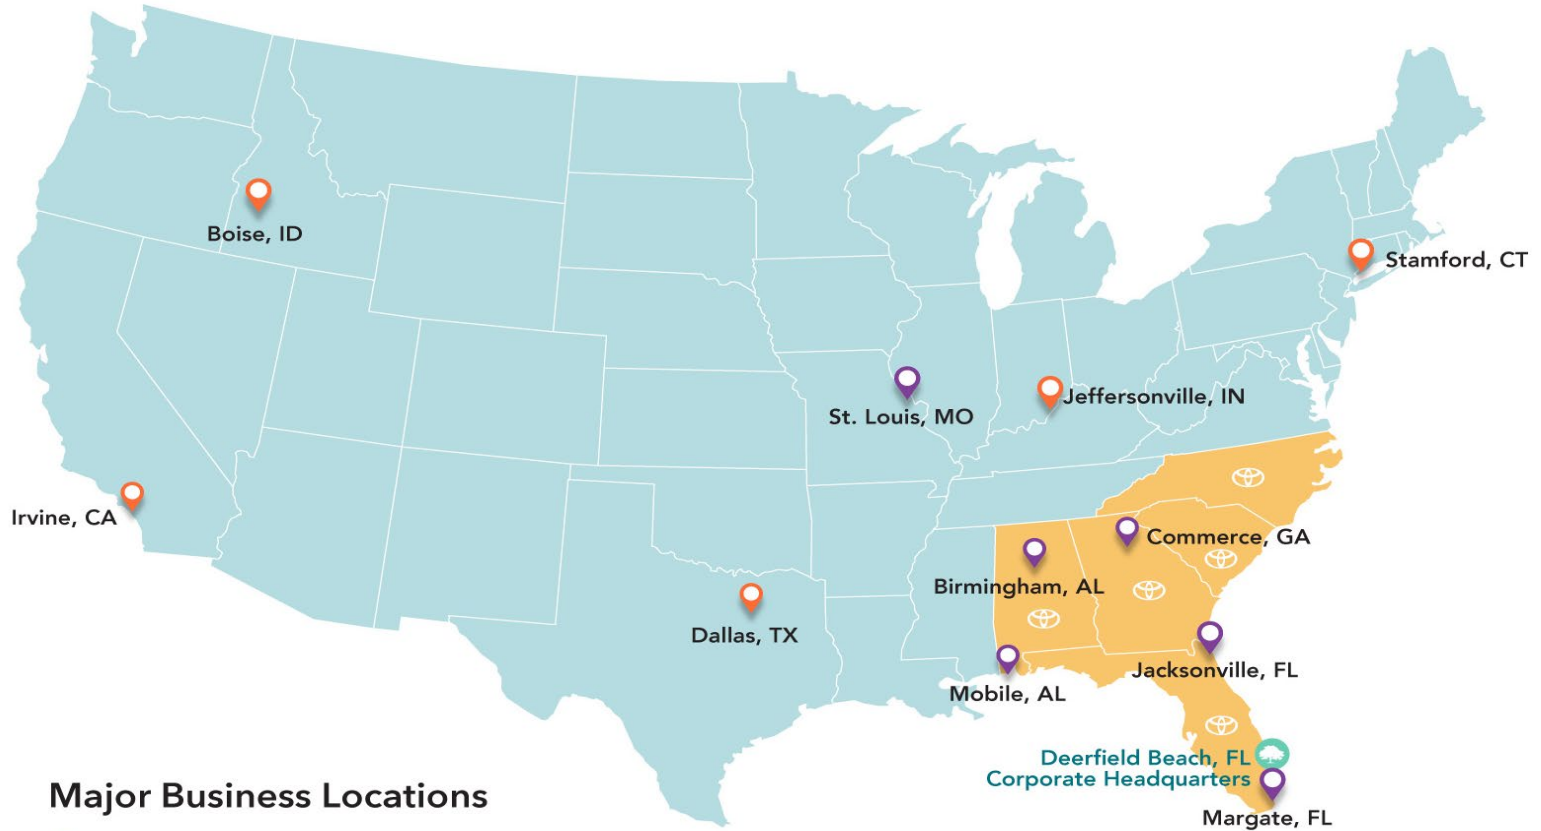 Boise, ID
Stamford, CT
Jeffersonville, IN
St. Louis, MO
Irvine, CA
Commerce, GA
Birmingham, AL
Dallas, TX
Jacksonville, FL
Mobile, AL
Deerfield Beach, FL
Corporate Headquarters
Major Business Locations
Margate, FL